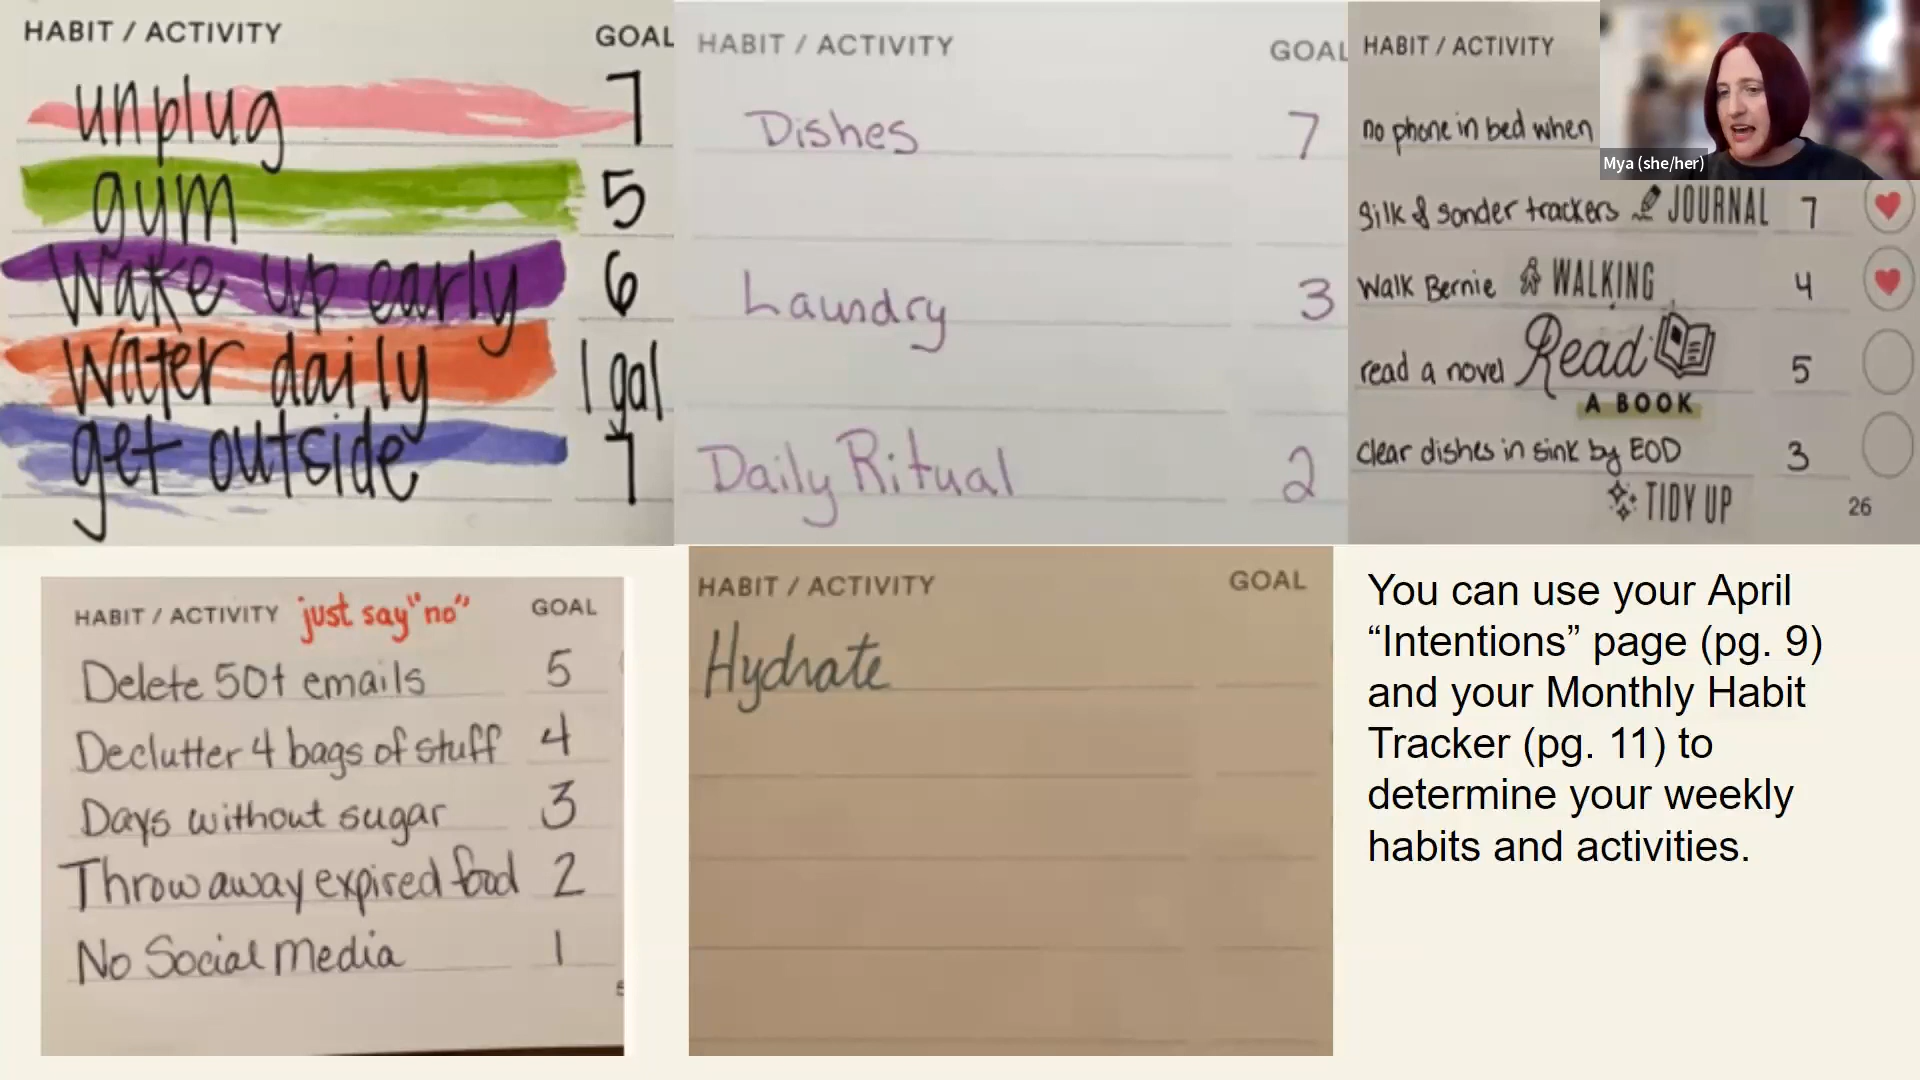 HABIT / ACTIVITY GOAL
unplug 7
gym 5
Wake up early 6
Water daily 1 gal
get outside 7
HABIT / ACTIVITY GOAL
Dishes 7
Laundry 3
Daily Ritual 2
HABIT / ACTIVITY
no phone in bed when
Silk & Sonder trackers JOURNAL 7
Walk Bernie WALKING 4
read a novel Read 5
A BOOK
clear dishes in sink by EOD 3
TIDY UP
26
Mya (she/her)
HABIT / ACTIVITY just say "no" GOAL
Delete 50+ emails 5
Declutter 4 bags of stuff 4
Days without sugar 3
Throw away expired food 2
No Social Media 1
HABIT / ACTIVITY GOAL
Hydrate
You can use your April
“Intentions” page (pg. 9)
and your Monthly Habit
Tracker (pg. 11) to
determine your weekly
habits and activities.